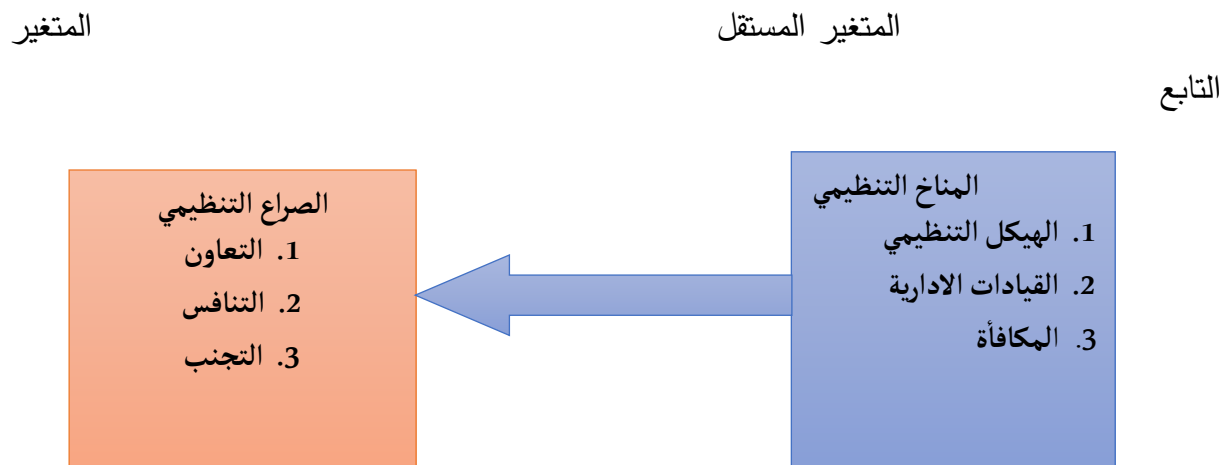 المتغير المستقل المتغير
التابع
المناخ التنظيمي
1. الهيكل التنظيمي
2. القيادات الادارية
3. المكافأة
الصراع التنظيمي
1. التعاون
2. التنافس
3. التجنب